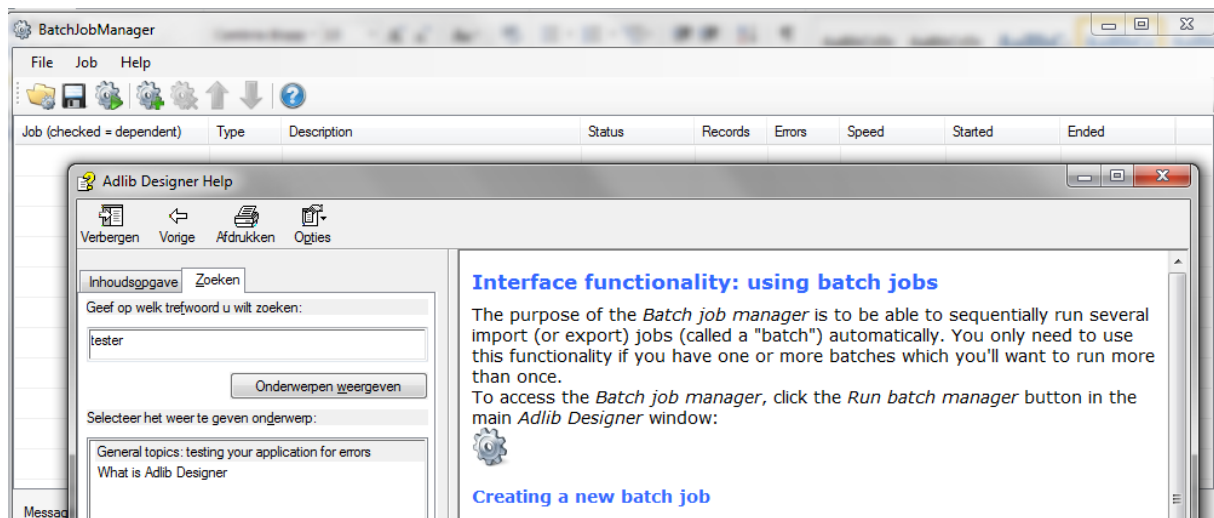 BatchJobManager
File Job Help
Job (checked = dependent) Type Description Status Records Errors Speed Started Ended
Adlib Designer Help
Verbergen Vorige Afdrukken Opties
Inhoudsopgave Zoeken
Geef op welk trefwoord u wilt zoeken:
tester
Onderwerpen weergeven
Selecteer het weer te geven onderwerp:
General topics: testing your application for errors
What is Adlib Designer
Interface functionality: using batch jobs
The purpose of the Batch job manager is to be able to sequentially run several
import (or export) jobs (called a "batch") automatically. You only need to use
this functionality if you have one or more batches which you'll want to run more
than once.
To access the Batch job manager, click the Run batch manager button in the
main Adlib Designer window:
Creating a new batch job
Messag